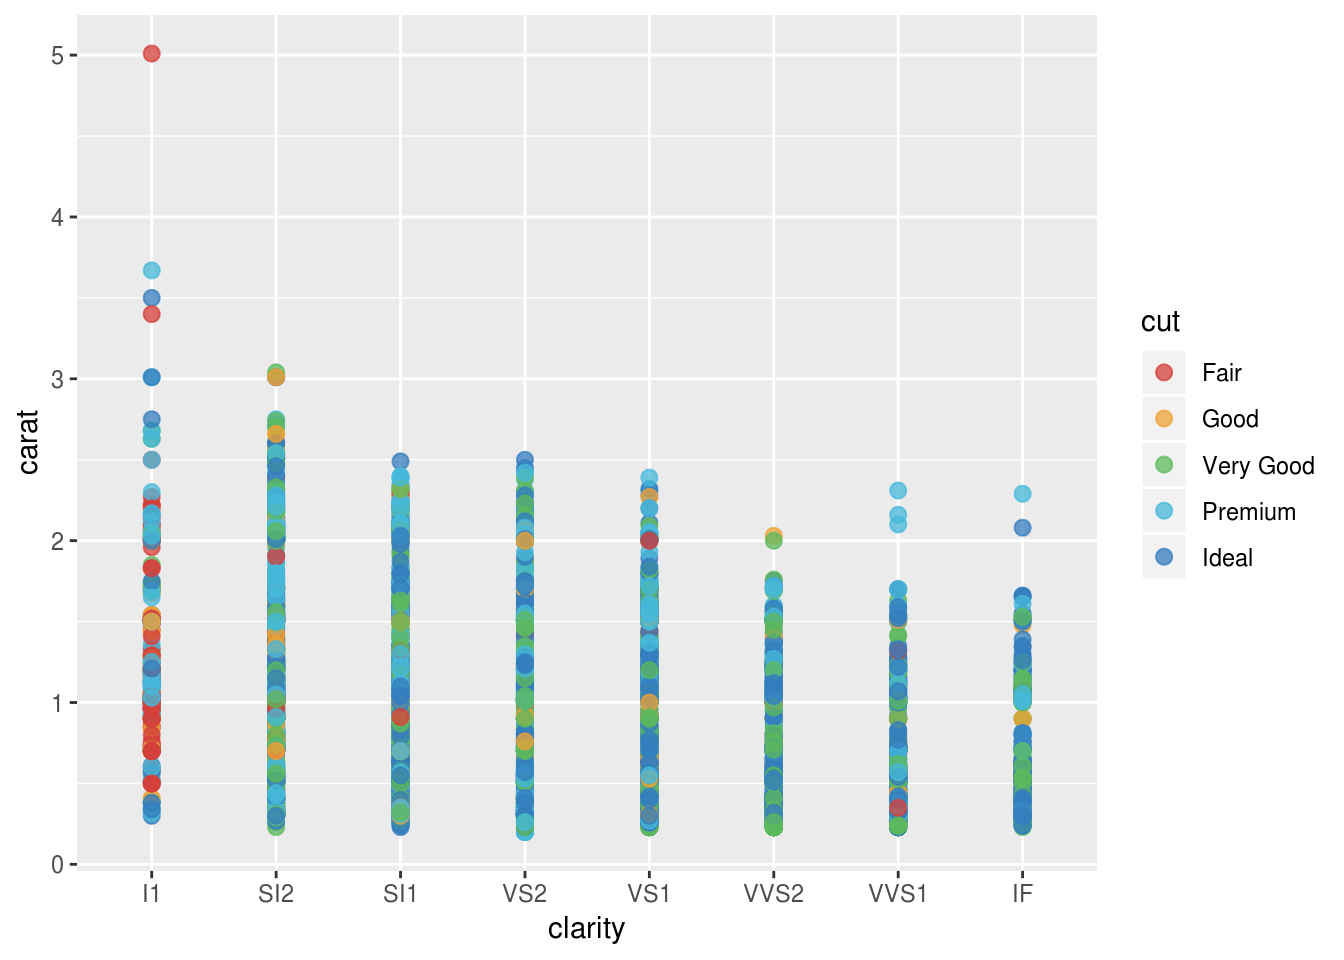 5
4
3
2
1
0
carat
I1 SI2 SI1 VS2 VS1 VVS2 VVS1 IF
clarity
cut
Fair
Good
Very Good
Premium
Ideal